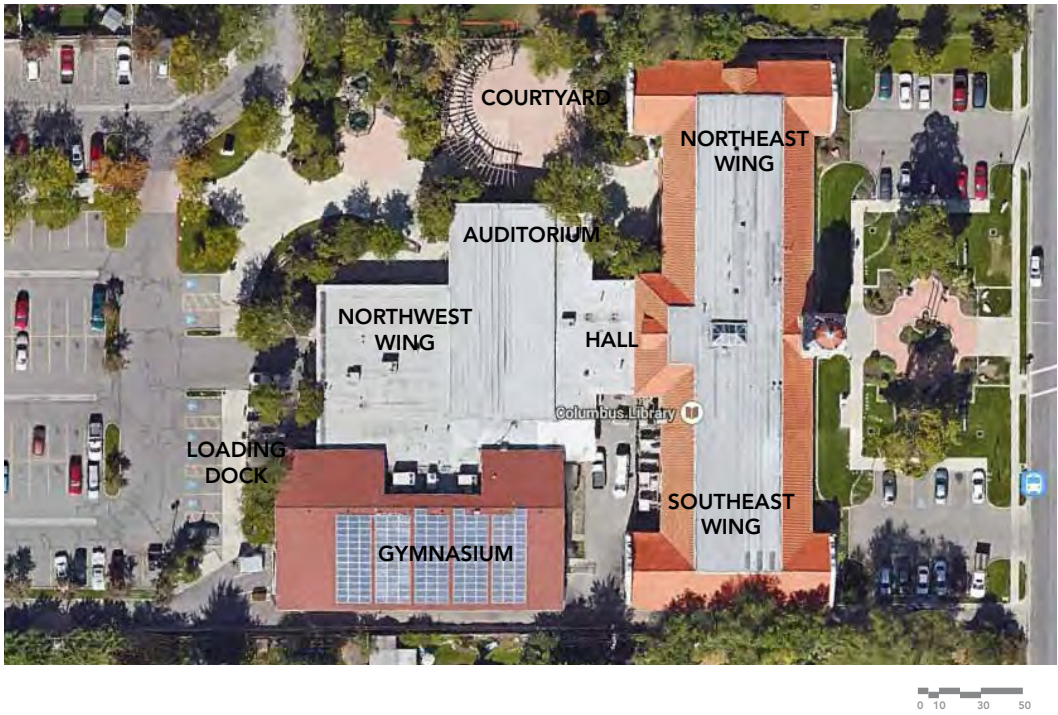 COURTYARD
NORTHEAST
WING
AUDITORIUM
NORTHWEST
WING
HALL
Columbus Library
LOADING
DOCK
SOUTHEAST
WING
GYMNASIUM
0 10 30 50